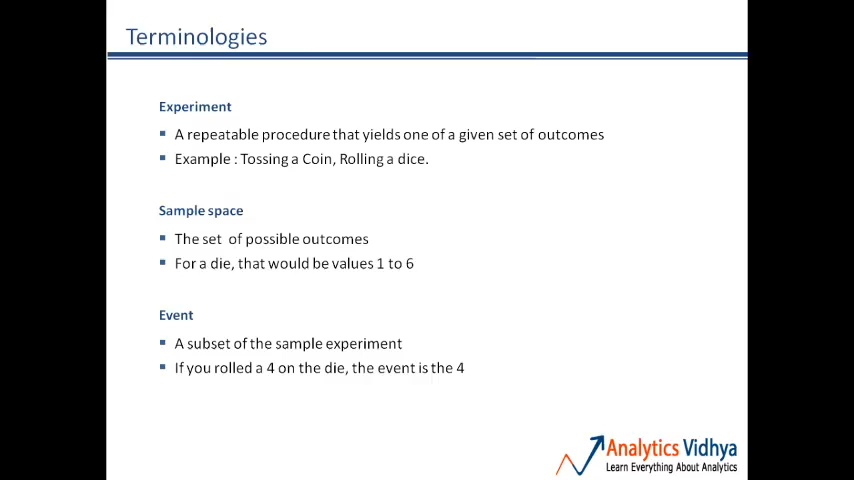 Terminologies
Experiment
A repeatable procedure that yields one of a given set of outcomes
Example : Tossing a Coin, Rolling a dice.
Sample space
The set of possible outcomes
For a die, that would be values 1 to 6
Event
A subset of the sample experiment
If you rolled a 4 on the die, the event is the 4
Analytics Vidhya
Learn Everything About Analytics